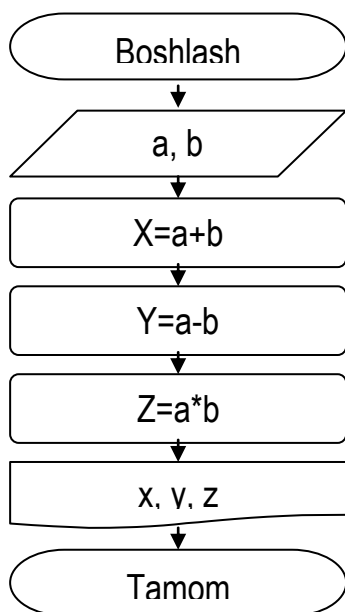 Boshlash
a, b
X=a+b
Y=a-b
Z=a*b
x, y, z
Tamom